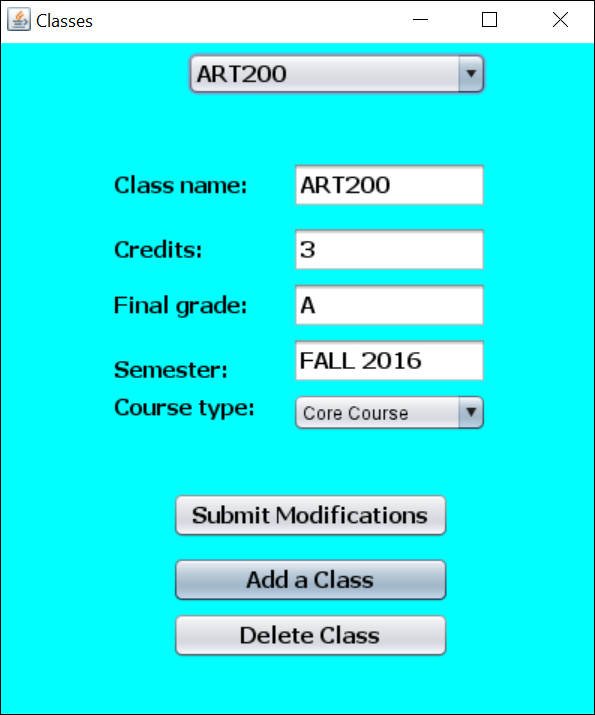 Classes
ART200
Class name: ART200
Credits: 3
Final grade: A
Semester: FALL 2016
Course type: Core Course
Submit Modifications
Add a Class
Delete Class